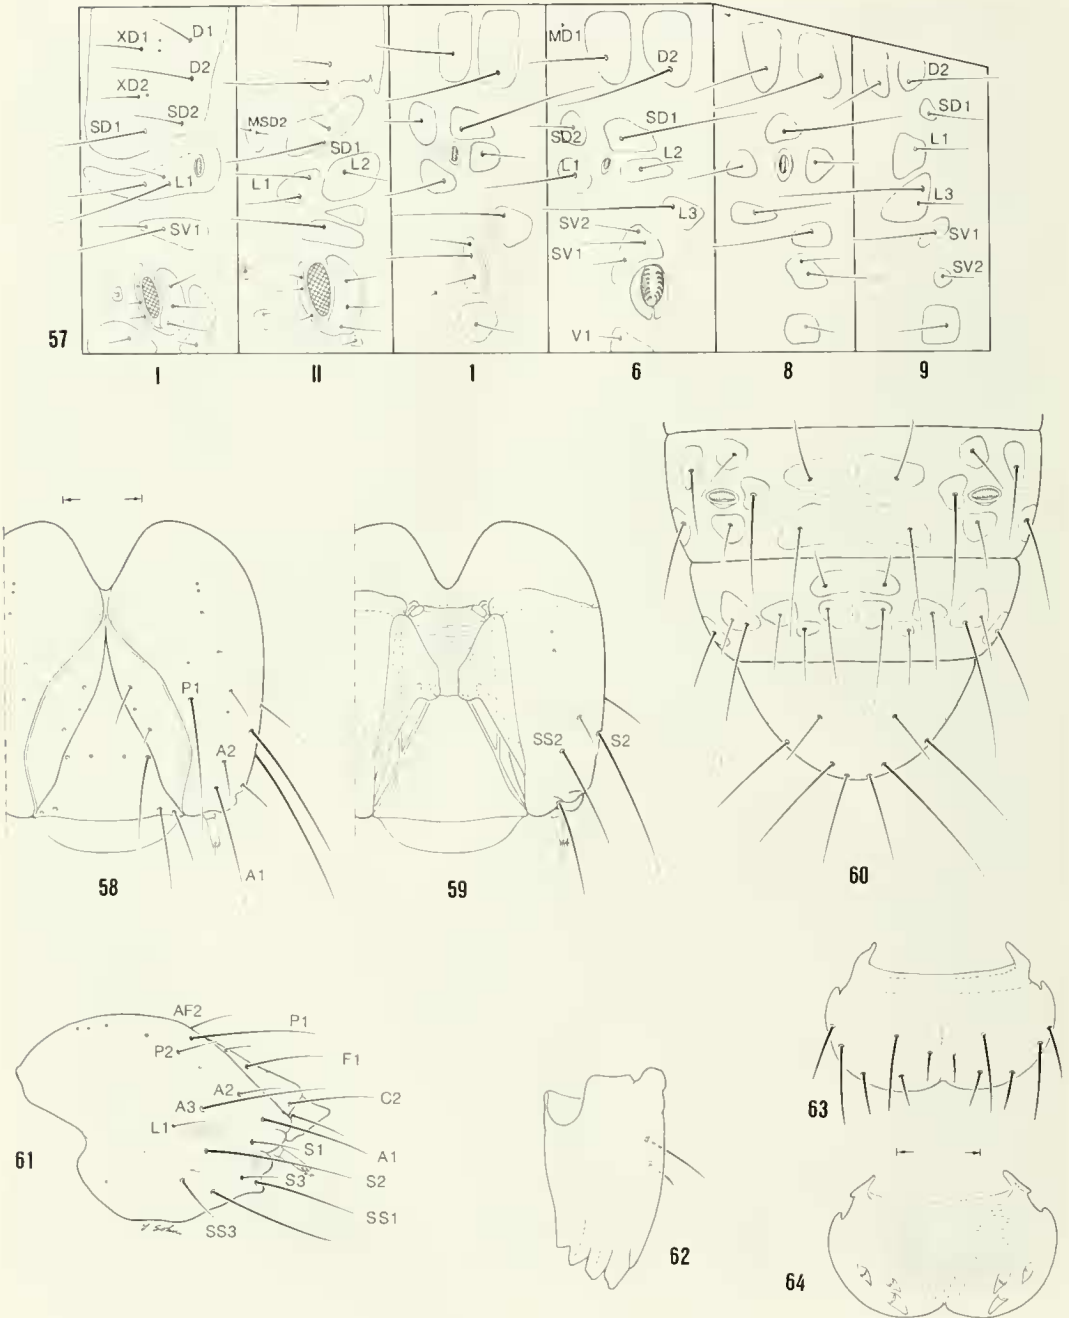 XD1 D1
D2
XD2
SD2
SD1
L1
SV1
MSD2
SD1
L2
L1
MD1
D2
SD1
SD2
L2
L1
L3
SV2
SV1
V1
D2
SD1
L1
L3
SV1
SV2
57
I II 1 6 8 9
P1
A2
A1
58
SS2 S2
59
60
AF2 P1
P2
F1
A2
C2
A3
L1
A1
S1
S2
S3
SS1
SS3
61
62
63
64